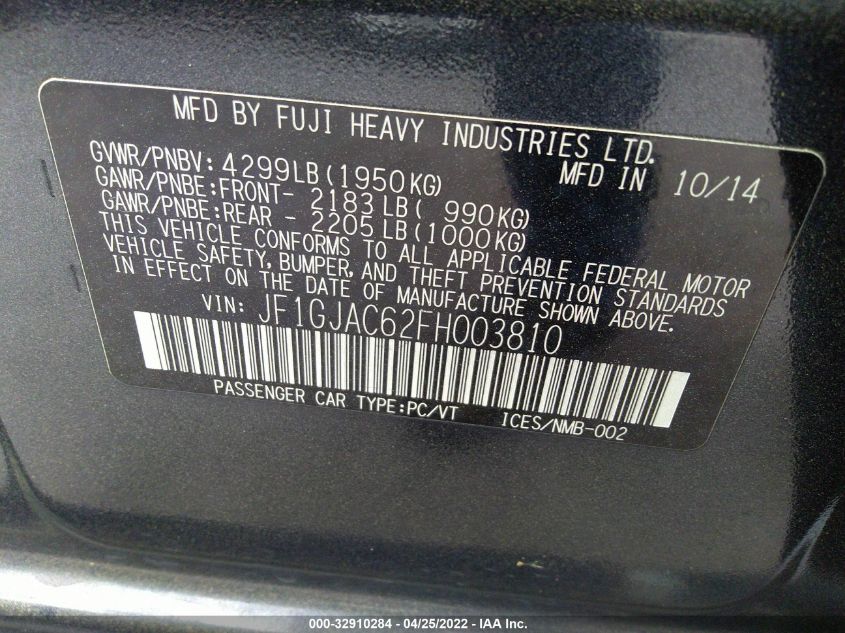 MFD BY FUJI HEAVY INDUSTRIES LTD.
GVWR/PNBV: 4299LB(1950KG) MFD IN 10/14
GAWR/PNBE:FRONT- 2183LB( 990KG)
GAWR/PNBE:REAR - 2205LB(1000KG)
THIS VEHICLE CONFORMS TO ALL APPLICABLE FEDERAL MOTOR
VEHICLE SAFETY, BUMPER, AND THEFT PREVENTION STANDARDS
IN EFFECT ON THE DATE OF MANUFACTURE SHOWN ABOVE.
VIN: JF1GJAC62FH003810
PASSENGER CAR TYPE:PC/VT ICES/NMB-002
000-32910284 - 04/25/2022 - IAA Inc.